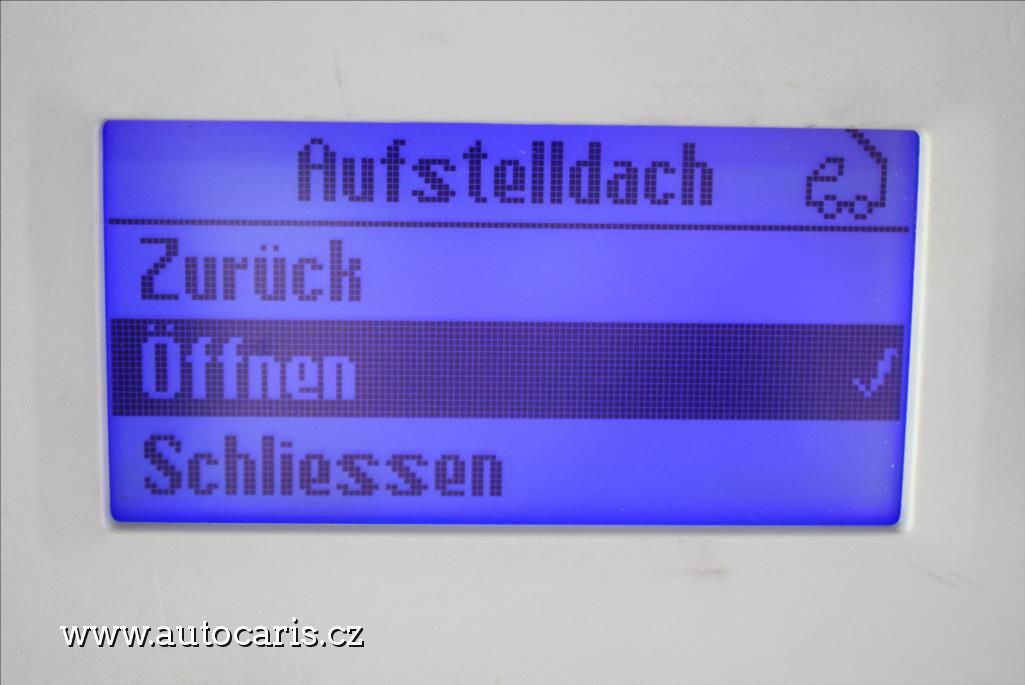 Aufstelldach
Zurück
Öffnen
Schliessen
www.autocaris.cz